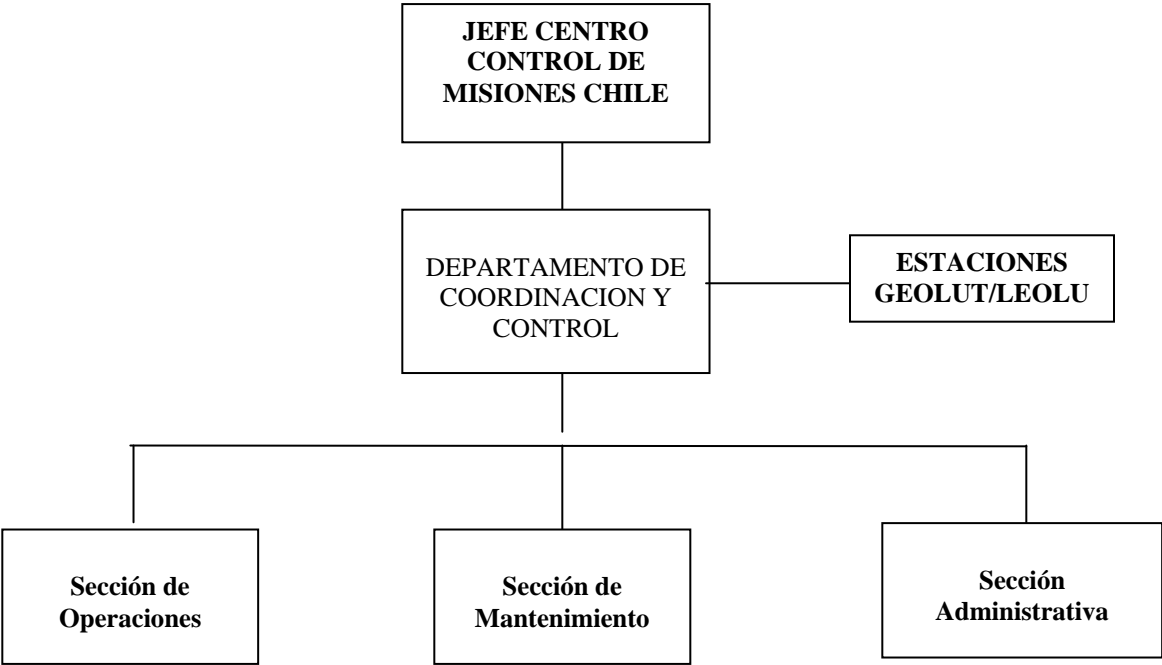 JEFE CENTRO
CONTROL DE
MISIONES CHILE
DEPARTAMENTO DE
COORDINACION Y
CONTROL
ESTACIONES
GEOLUT/LEOLU
Sección de
Operaciones
Sección de
Mantenimiento
Sección
Administrativa